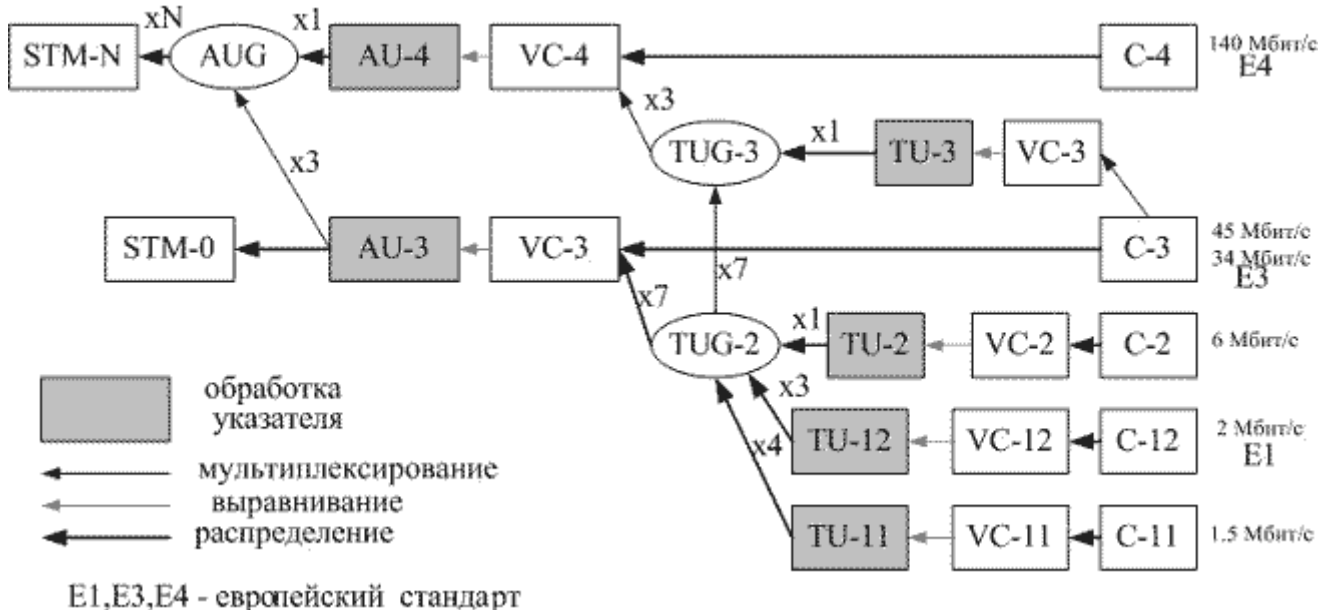 xN
x1
STM-N
AUG
AU-4
VC-4
C-4
140 Мбит/с
E4
x3
x1
TUG-3
TU-3
VC-3
x3
STM-0
AU-3
VC-3
C-3
45 Мбит/с
34 Мбит/с
E3
x7
x7
x1
TUG-2
TU-2
VC-2
C-2
6 Мбит/с
x3
x4
TU-12
VC-12
C-12
2 Мбит/с
E1
TU-11
VC-11
C-11
1.5 Мбит/с
обработка
указателя
мультиплексирование
выравнивание
распределение
E1,E3,E4 - европейский стандарт